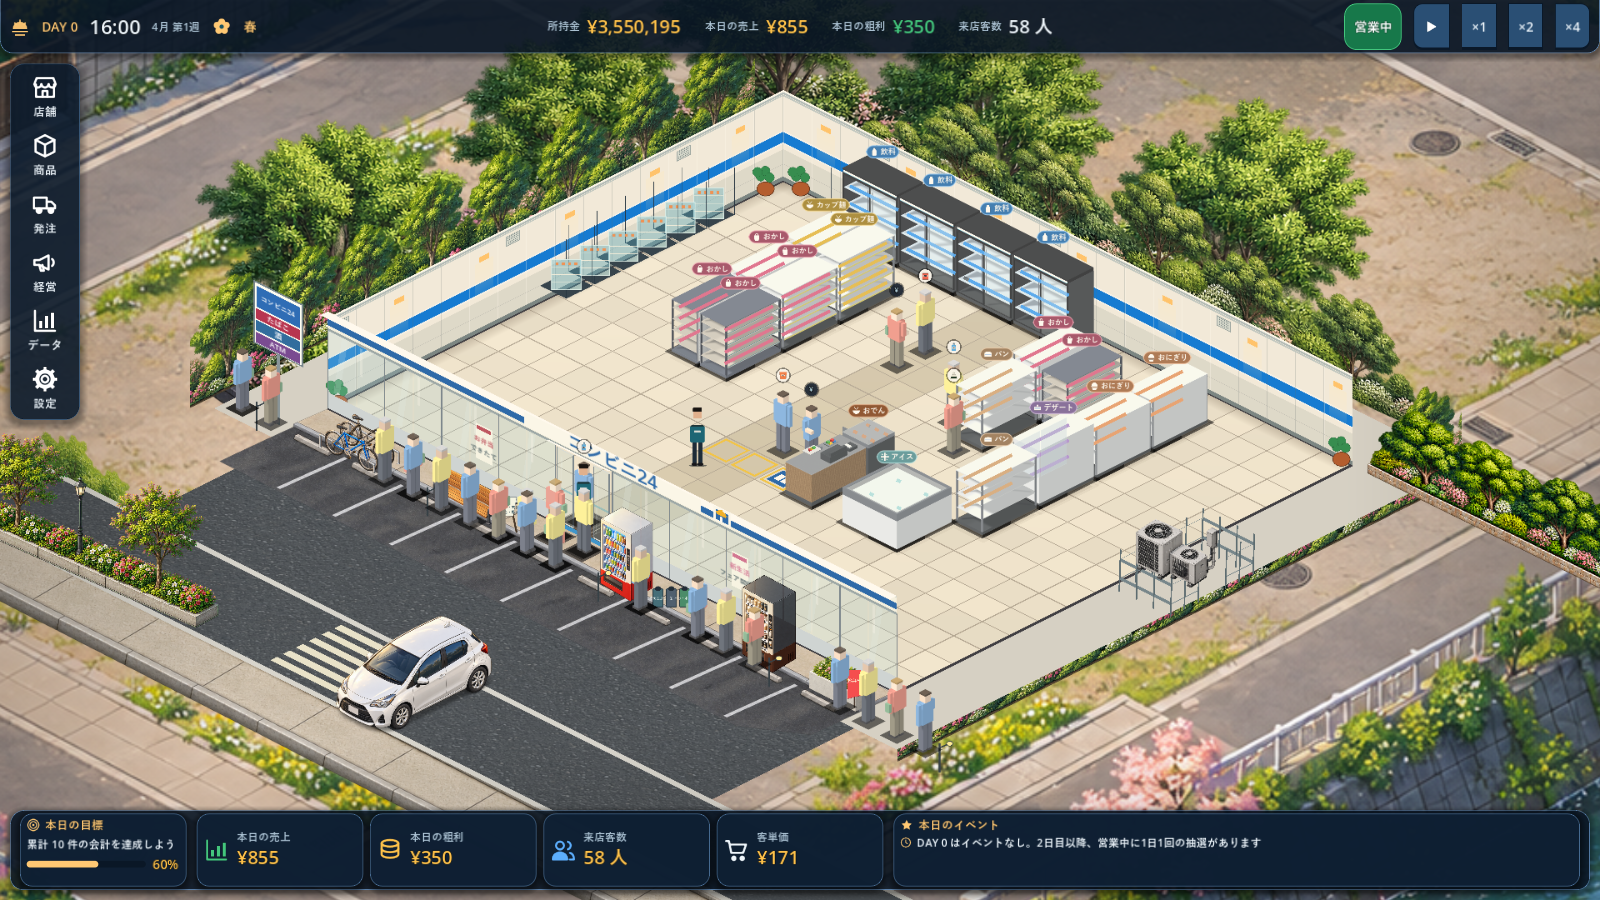 DAY 0 16:00 4月 第1週 春
所持金 ¥3,550,195 本日の売上 ¥855 本日の粗利 ¥350 来店客数 58 人
営業中 ▶ ×1 ×2 ×4
店舗
商品
発注
経営
データ
設定
飲料
飲料
飲料
飲料
カップ麺
カップ麺
おかし
おかし
おかし
おかし
おかし
おかし
パン
おにぎり
おにぎり
デザート
おでん
パン
アイス
コンビニ24
たばこ
酒
ATM
ンビニ24
本日の目標
累計 10 件の会計を達成しよう
60%
本日の売上
¥855
本日の粗利
¥350
来店客数
58 人
客単価
¥171
本日のイベント
DAY 0 はイベントなし。2日目以降、営業中に1日1回の抽選があります